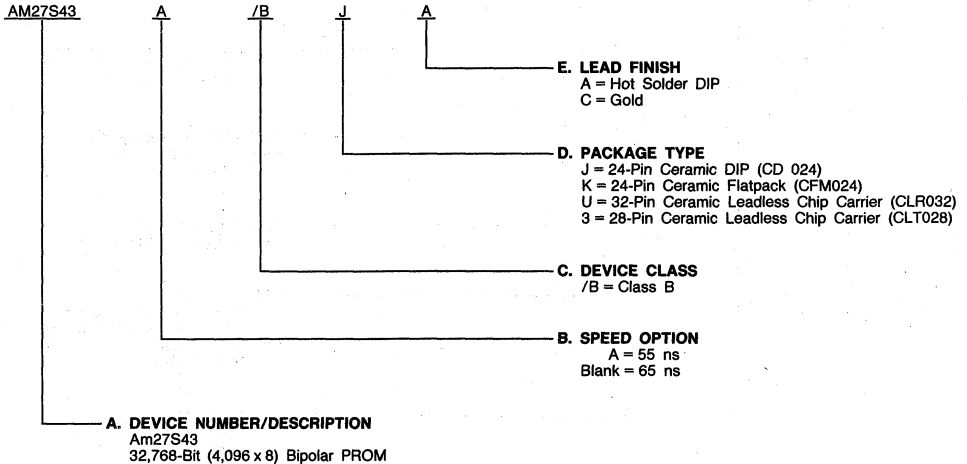 AM27S43 A /B J A
E. LEAD FINISH
A = Hot Solder DIP
C = Gold
D. PACKAGE TYPE
J = 24-Pin Ceramic DIP (CD 024)
K = 24-Pin Ceramic Flatpack (CFM024)
U = 32-Pin Ceramic Leadless Chip Carrier (CLR032)
3 = 28-Pin Ceramic Leadless Chip Carrier (CLT028)
C. DEVICE CLASS
/B = Class B
B. SPEED OPTION
A = 55 ns
Blank = 65 ns
A. DEVICE NUMBER/DESCRIPTION
Am27S43
32,768-Bit (4,096 x 8) Bipolar PROM